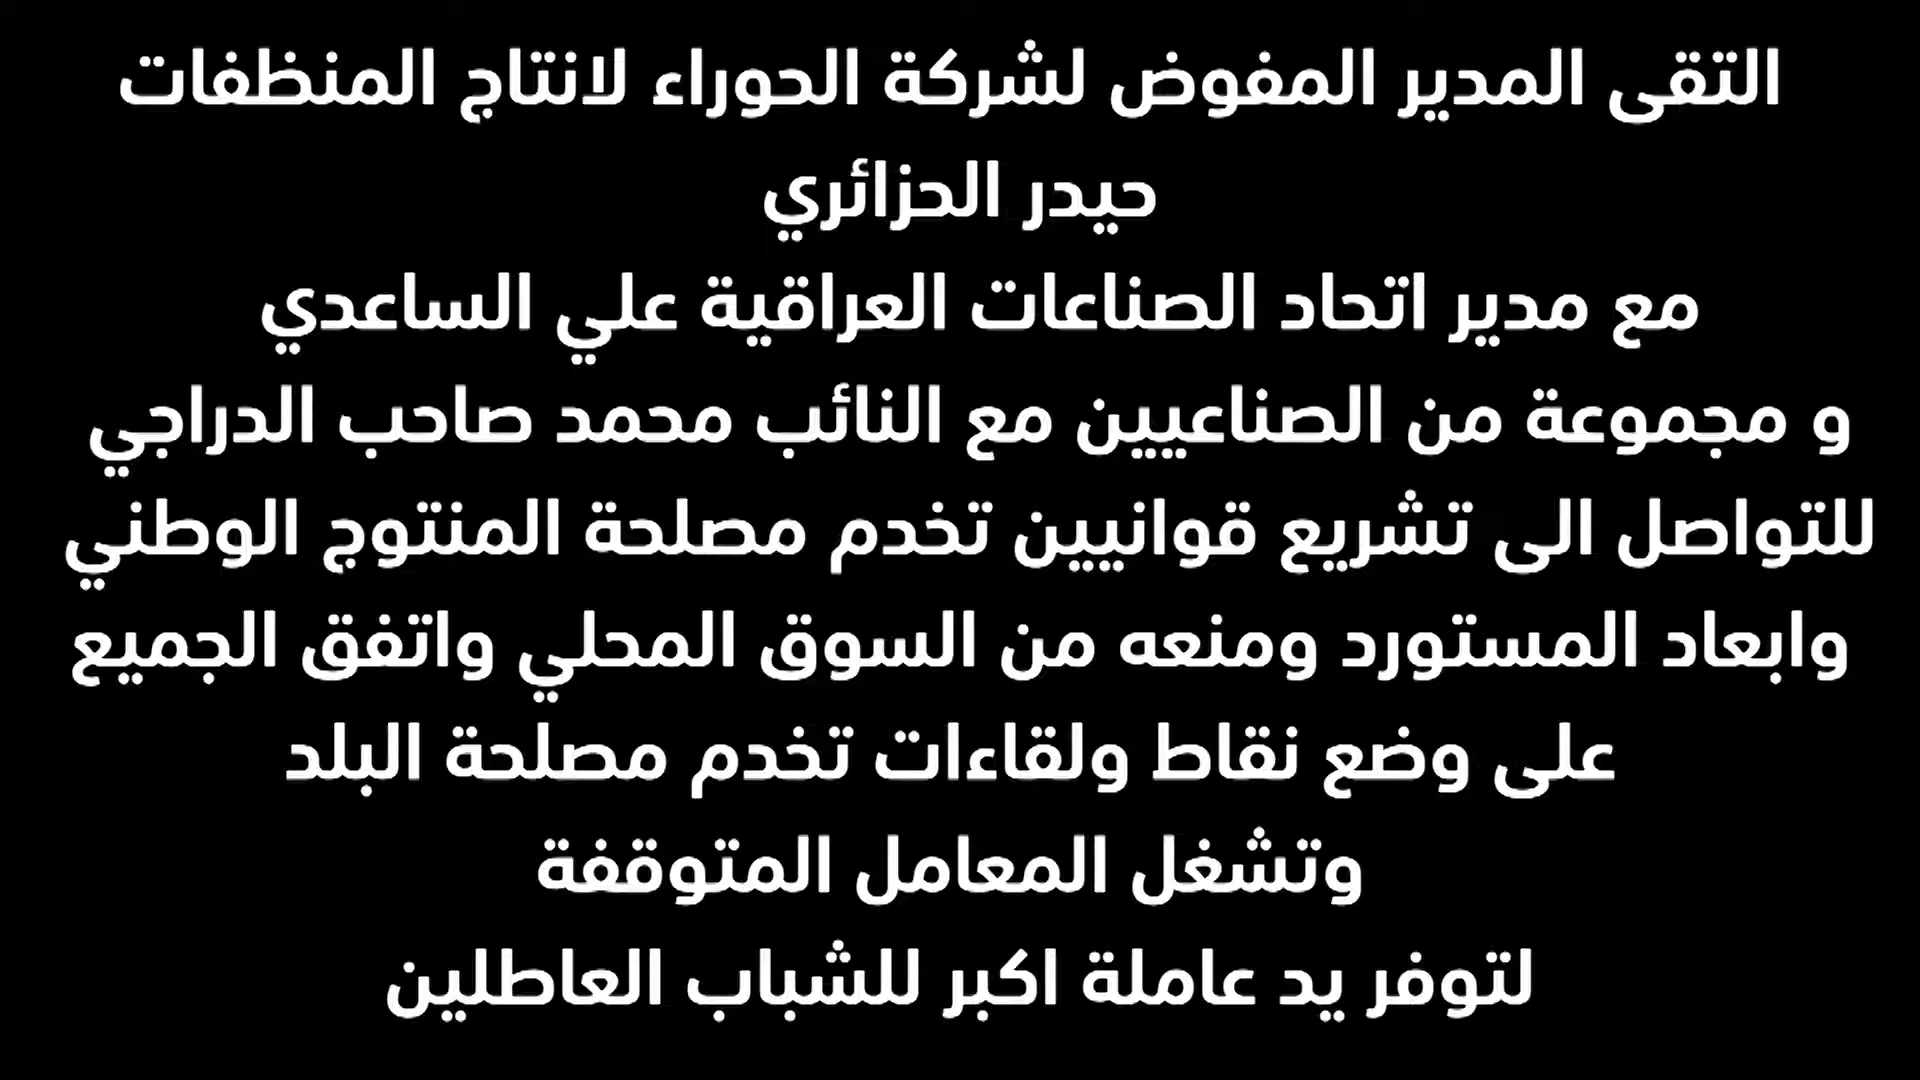 التقى المدير المفوض لشركة الحوراء لانتاج المنظفات
حيدر الحزائري
مع مدير اتحاد الصناعات العراقية علي الساعدي
و مجموعة من الصناعيين مع النائب محمد صاحب الدراجي
للتواصل الى تشريع قوانيين تخدم مصلحة المنتوج الوطني
وابعاد المستورد ومنعه من السوق المحلي واتفق الجميع
على وضع نقاط ولقاءات تخدم مصلحة البلد
وتشغل المعامل المتوقفة
لتوفر يد عاملة اكبر للشباب العاطلين